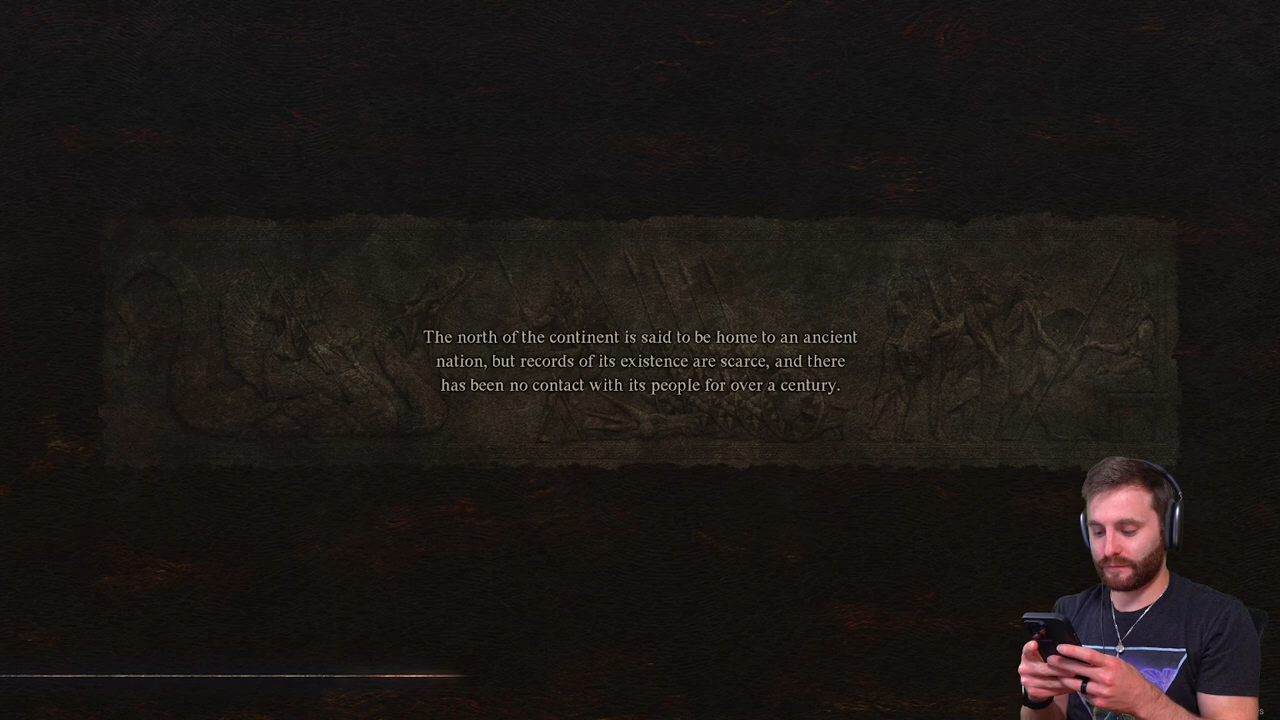 The north of the continent is said to be home to an ancient
nation, but records of its existence are scarce, and there
has been no contact with its people for over a century.